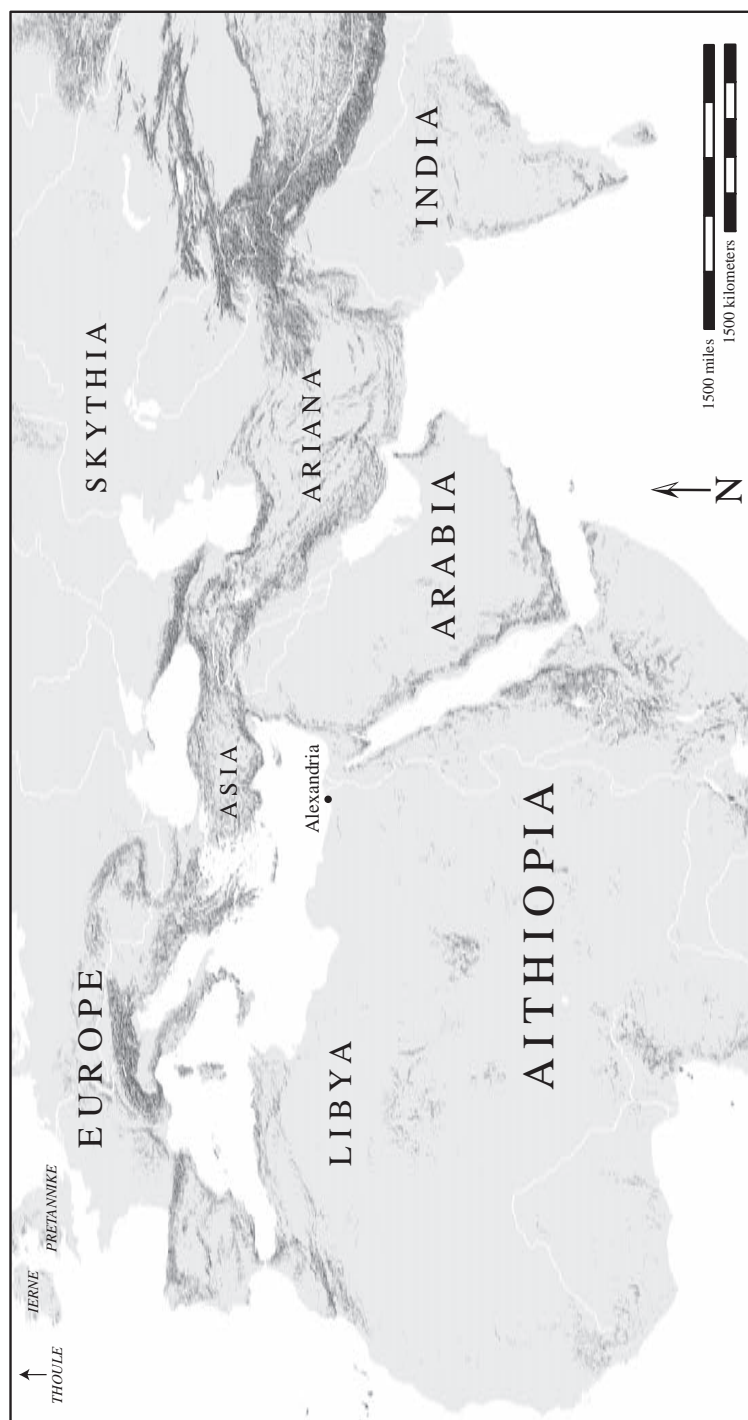 THOULE
IERNE
PRETANNIKE
EUROPE
SKYTHIA
ASIA
ARIANA
Alexandria
LIBYA
ARABIA
INDIA
AITHIOPIA
N
1500 miles
1500 kilometers